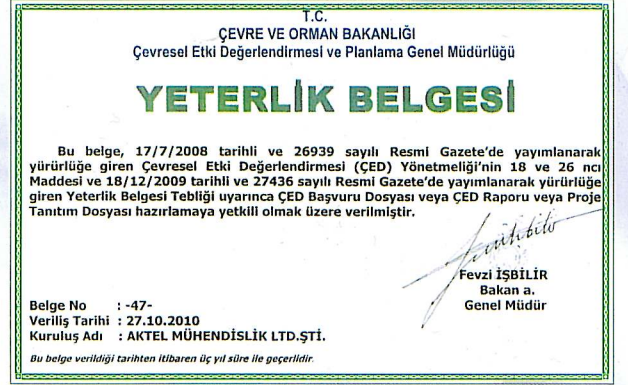 T.C.
ÇEVRE VE ORMAN BAKANLIĞI
Çevresel Etki Değerlendirmesi ve Planlama Genel Müdürlüğü
YETERLİK BELGESİ
Bu belge, 17/7/2008 tarihli ve 26939 sayılı Resmi Gazete’de yayımlanarak
yürürlüğe giren Çevresel Etki Değerlendirmesi (ÇED) Yönetmeliği’nin 18 ve 26 ncı
Maddesi ve 18/12/2009 tarihli ve 27436 sayılı Resmi Gazete’de yayımlanarak yürürlüğe
giren Yeterlik Belgesi Tebliği uyarınca ÇED Başvuru Dosyası veya ÇED Raporu veya Proje
Tanıtım Dosyası hazırlamaya yetkili olmak üzere verilmiştir.
Fevzi İŞBİLİR
Bakan a.
Genel Müdür
Belge No : -47-
Veriliş Tarihi : 27.10.2010
Kuruluş Adı : AKTEL MÜHENDİSLİK LTD.ŞTİ.
Bu belge verildiği tarihten itibaren üç yıl süre ile geçerlidir.